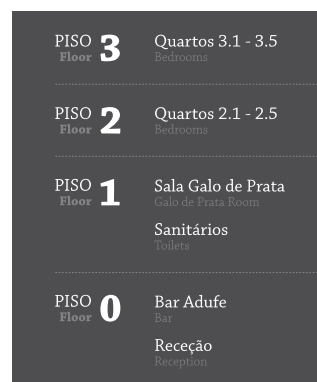 PISO 3 Quartos 3.1 - 3.5
Floor Bedrooms
PISO 2 Quartos 2.1 - 2.5
Floor Bedrooms
PISO 1 Sala Galo de Prata
Floor Galo de Prata Room
Sanitários
Toilets
PISO 0 Bar Adufe
Floor Bar
Receção
Reception